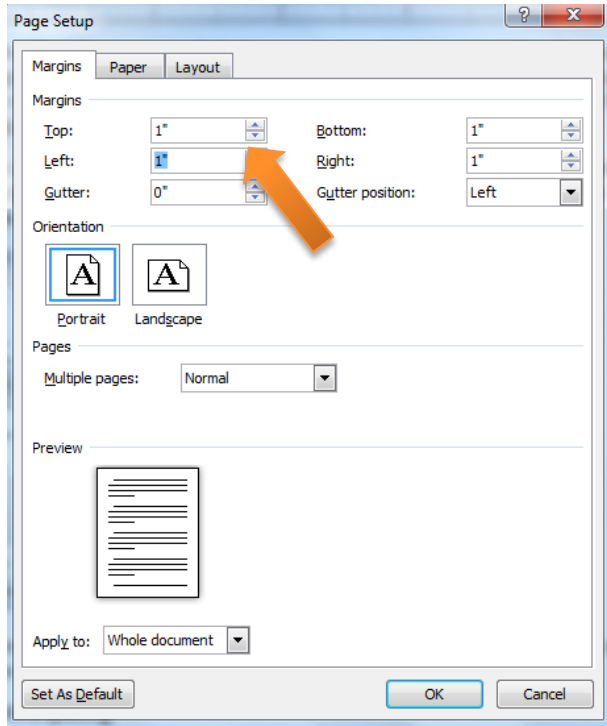 Page Setup
Margins Paper Layout
Margins
Top: 1" Bottom: 1"
Left: 1" Right: 1"
Gutter: 0" Gutter position: Left
Orientation
A A
Portrait Landscape
Pages
Multiple pages: Normal
Preview
Apply to: Whole document
Set As Default OK Cancel